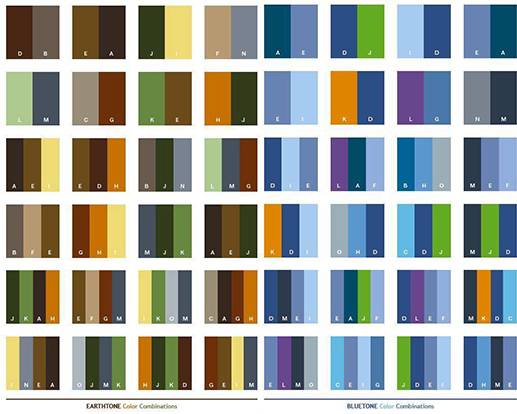 D B E A J I F N A E D J I D E A
L M C G K E H J E I K D L G N M
A E I E D H B J N L M G D I E L A F B H O M E F
B F E G H I M J K A E J K D I O H D C D J M J D
J K A H E F G M I K O M C A G H D M E I E A J F D L E F M K D C
I N E A O J M K H J K D G E I M E L M O C E I G J D E I D H M E
EARTHTONE Color Combinations BLUETONE Color Combinations